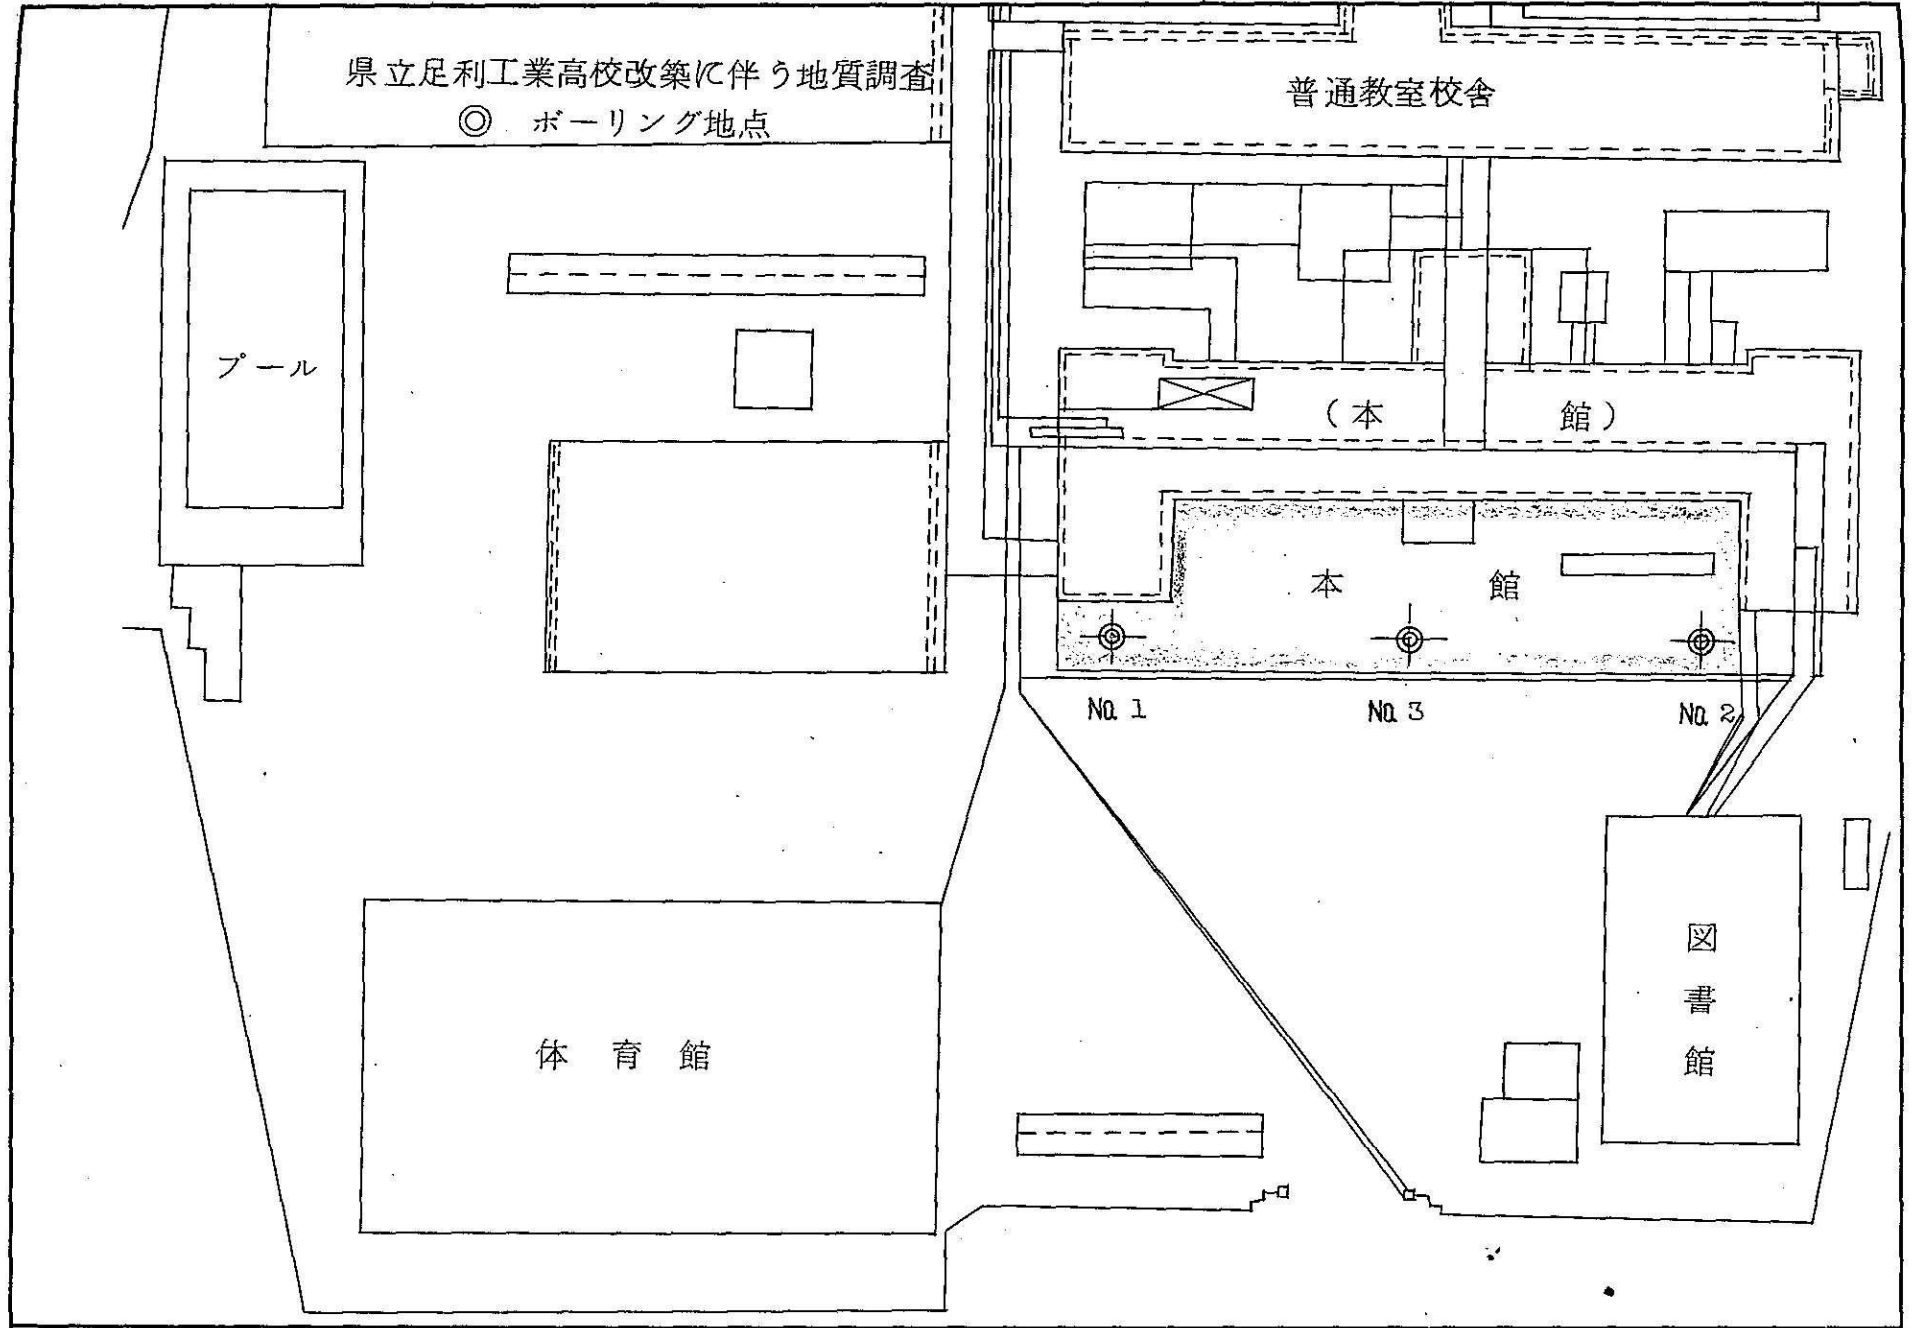 県立足利工業高校改築に伴う地質調査
◎ ボーリング地点
普通教室校舎
プール
(本 館)
本 館
No.1
No.3
No.2
体 育 館
図
書
館